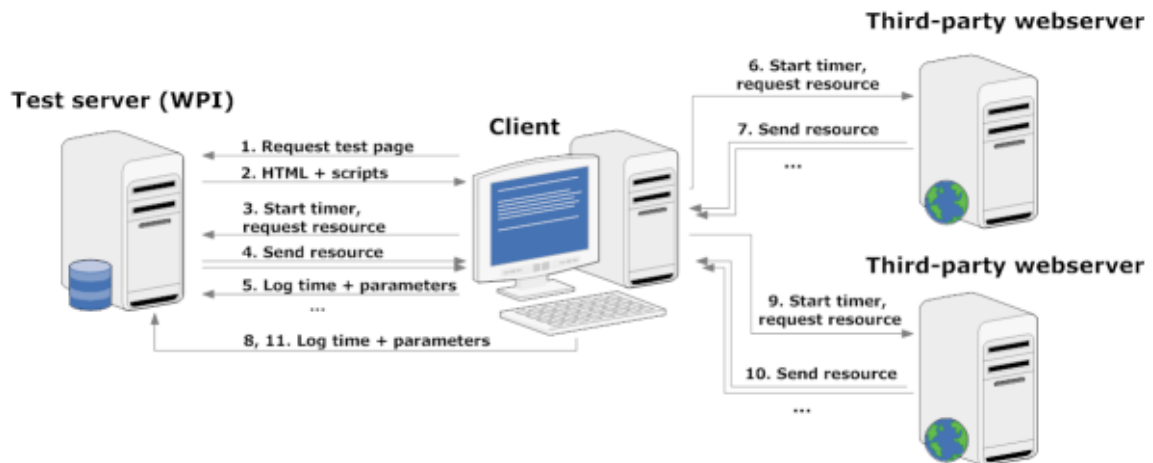 Third-party webserver
6. Start timer,
request resource
7. Send resource
...
Test server (WPI)
Client
1. Request test page
2. HTML + scripts
3. Start timer,
request resource
4. Send resource
5. Log time + parameters
...
8, 11. Log time + parameters
Third-party webserver
9. Start timer,
request resource
10. Send resource
...